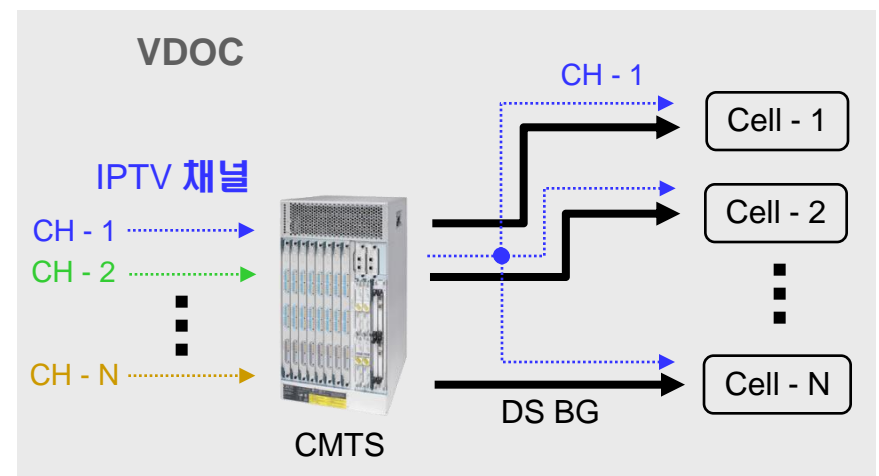 VDOC
CH - 1
Cell - 1
IPTV 채널
Cell - 2
CH - 1
CH - 2
CH - N
Cell - N
DS BG
CMTS